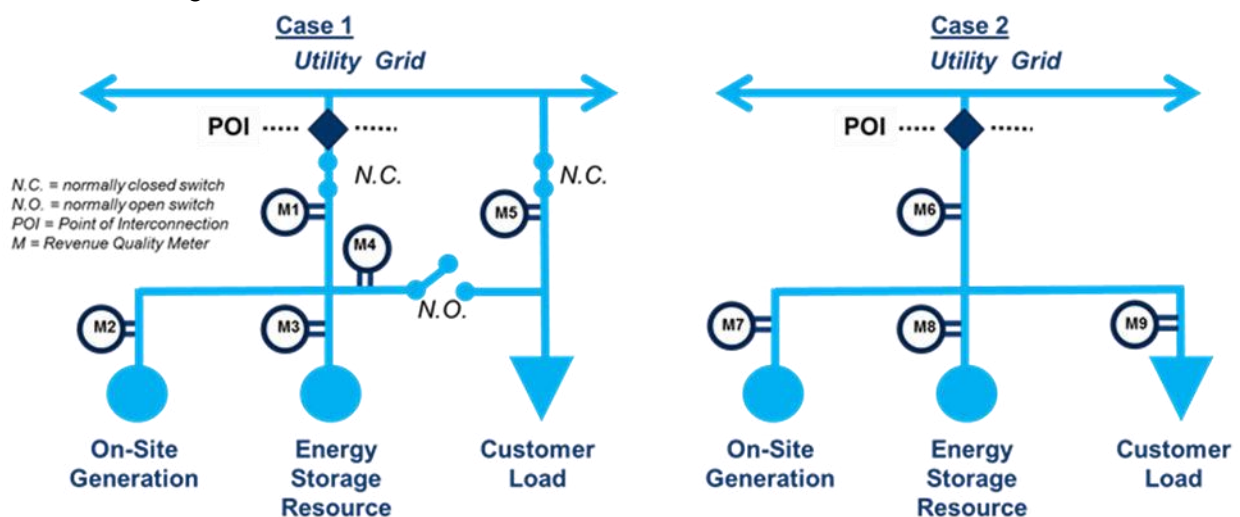 Case 1
Utility Grid
POI
N.C.
N.C.
N.C. = normally closed switch
N.O. = normally open switch
POI = Point of Interconnection
M = Revenue Quality Meter
M1
M5
M4
N.O.
M2
M3
On-Site
Generation
Energy
Storage
Resource
Customer
Load
Case 2
Utility Grid
POI
M6
M7
M8
M9
On-Site
Generation
Energy
Storage
Resource
Customer
Load